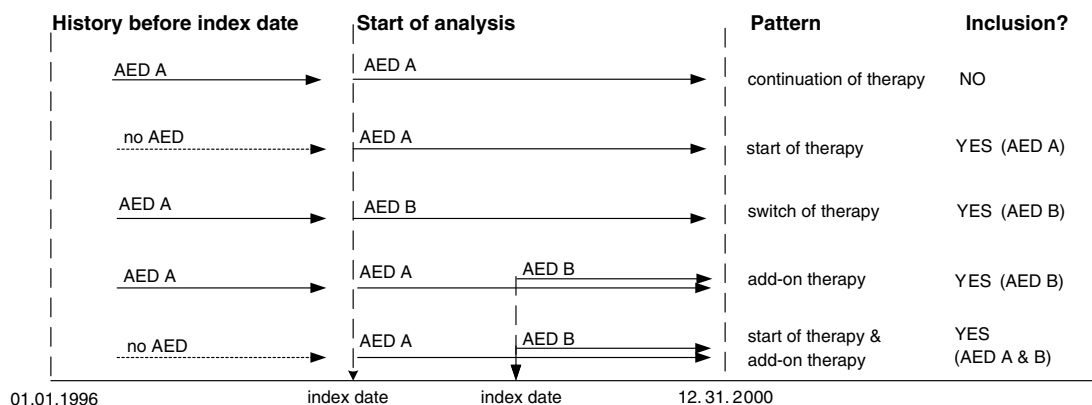 History before index date Start of analysis Pattern Inclusion?
AED A AED A continuation of therapy NO
no AED AED A start of therapy YES (AED A)
AED A AED B switch of therapy YES (AED B)
AED A AED A AED B add-on therapy YES (AED B)
no AED AED A AED B start of therapy & YES
add-on therapy (AED A & B)
01.01.1996 index date index date 12.31.2000